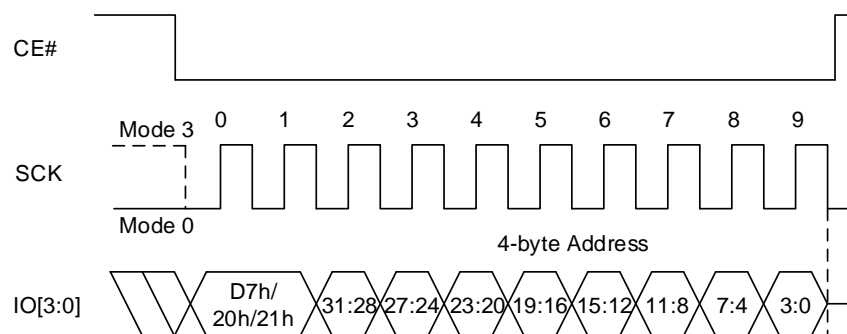 CE#
Mode 3
0 1 2 3 4 5 6 7 8 9
SCK
Mode 0
4-byte Address
IO[3:0]
D7h/
20h/21h
31:28 27:24 23:20 19:16 15:12 11:8 7:4 3:0